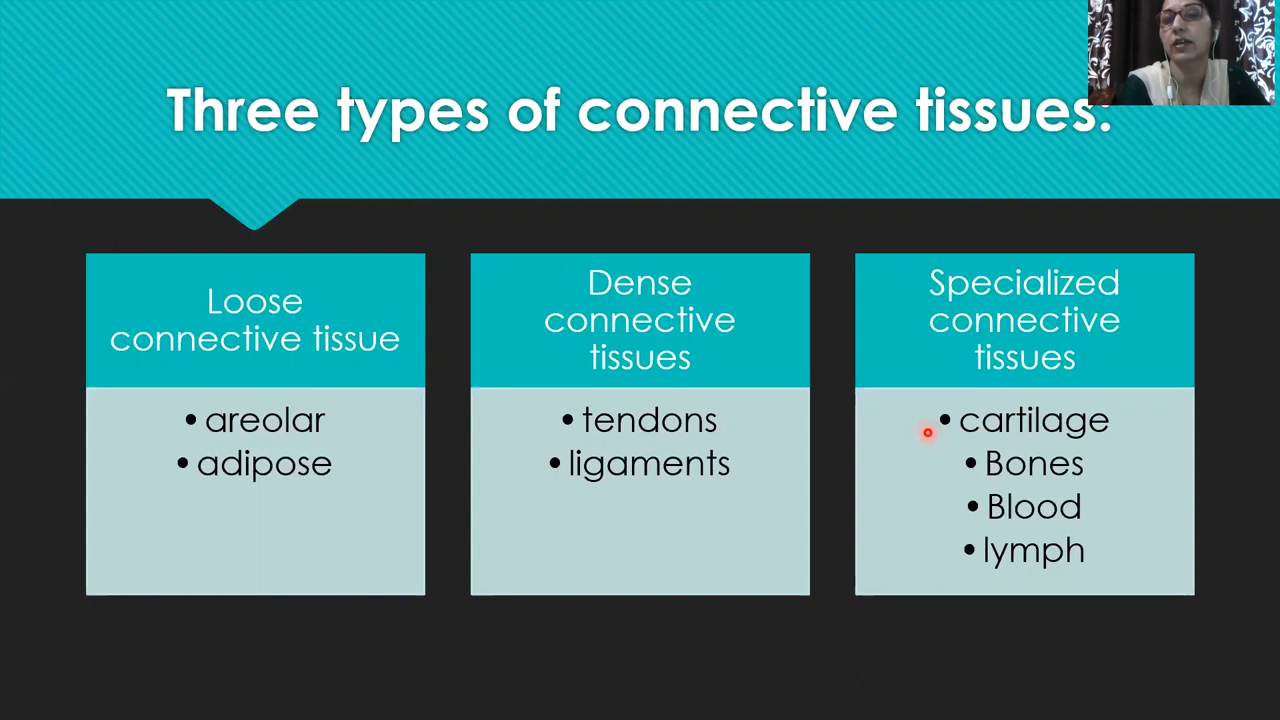 Three types of connective tissues:
Loose
connective tissue
• areolar
• adipose
Dense
connective
tissues
• tendons
• ligaments
Specialized
connective
tissues
• cartilage
• Bones
• Blood
• lymph